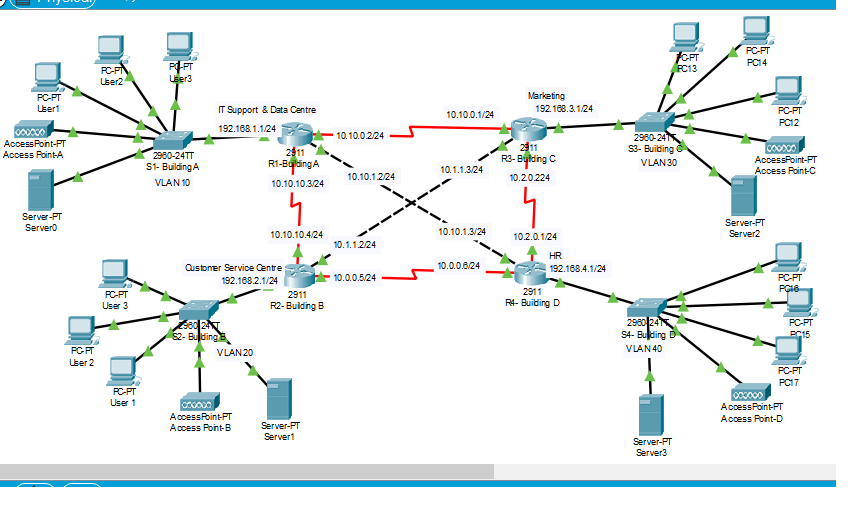 Physical
PC-PT
User1
PC-PT
User2
PC-PT
User3
AccessPoint-PT
Access Point-A
Server-PT
Server0
2960-24TT
S1- Building A
VLAN 10
IT Support & Data Centre
192.168.1.1/24
2911
R1-Building A
10.10.0.2/24
10.10.0.1/24
10.10.10.3/24
10.10.1.2/24
10.10.10.4/24
10.1.1.2/24
10.1.1.3/24
10.10.1.3/24
Marketing
192.168.3.1/24
2911
R3- Building C
10.2.0.224
10.2.0.1/24
2960-24TT
S3- Building C
VLAN 30
PC-PT
PC13
PC-PT
PC14
PC-PT
PC12
AccessPoint-PT
Access Point-C
Server-PT
Server2
Customer Service Centre
192.168.2.1/24
2911
R2- Building B
10.0.0.5/24
10.0.0.6/24
HR
192.168.4.1/24
2911
R4- Building D
PC-PT
User 3
PC-PT
User 2
PC-PT
User 1
2960-24TT
S2- Building B
VLAN 20
AccessPoint-PT
Access Point-B
Server-PT
Server1
2960-24TT
S4- Building D
VLAN 40
PC-PT
PC16
PC-PT
PC15
PC-PT
PC17
AccessPoint-PT
Access Point-D
Server-PT
Server3